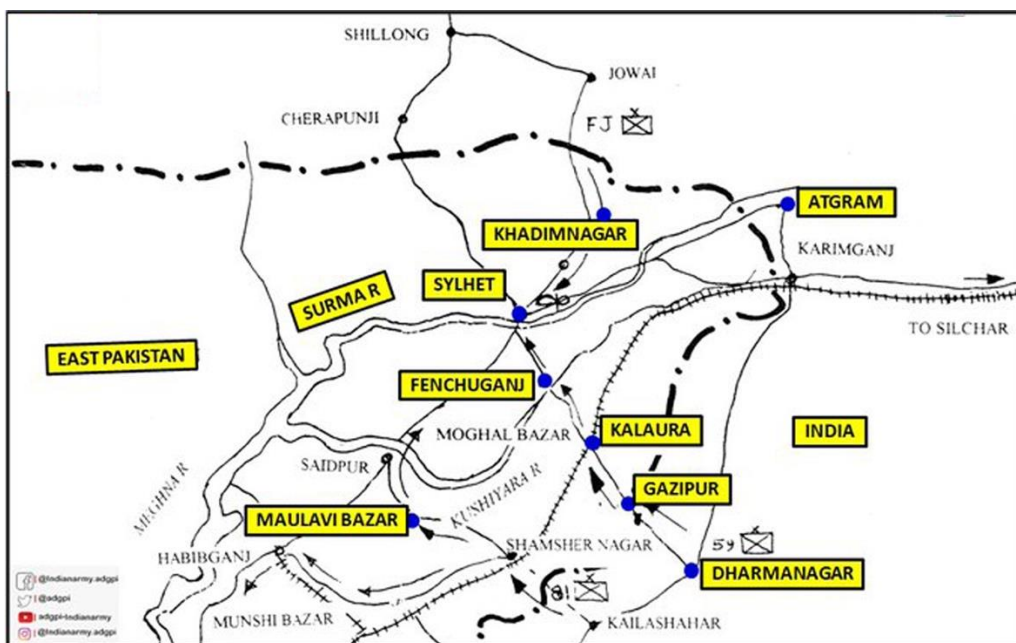 SHILLONG
JOWAI
CHERAPUNJI
FJ
X
KHADIMNAGAR
ATGRAM
KARIMGANJ
SYLHET
SURMA R
TO SILCHAR
EAST PAKISTAN
FENCHUGANJ
MOGHAL BAZAR
KALAURA
INDIA
SAIDPUR
MEGHNA R
KUSHIYARA R
GAZIPUR
MAULAVI BAZAR
59
X
HABIBGANJ
SHAMSHER NAGAR
DHARMANAGAR
81
X
MUNSHI BAZAR
KAILASHAHAR
@Indianarmy.adgpi
@adgpi
adgpi-Indianarmy
@Indianarmy.adgpi